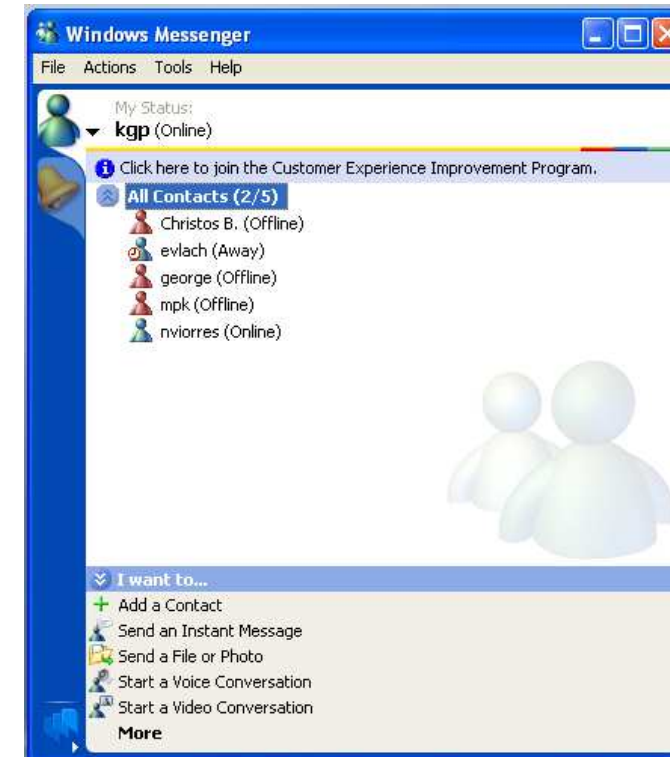 Windows Messenger
File Actions Tools Help
My Status:
kgp (Online)
Click here to join the Customer Experience Improvement Program.
All Contacts (2/5)
Christos B. (Offline)
evlach (Away)
george (Offline)
mpk (Offline)
nviorres (Online)
I want to...
Add a Contact
Send an Instant Message
Send a File or Photo
Start a Voice Conversation
Start a Video Conversation
More